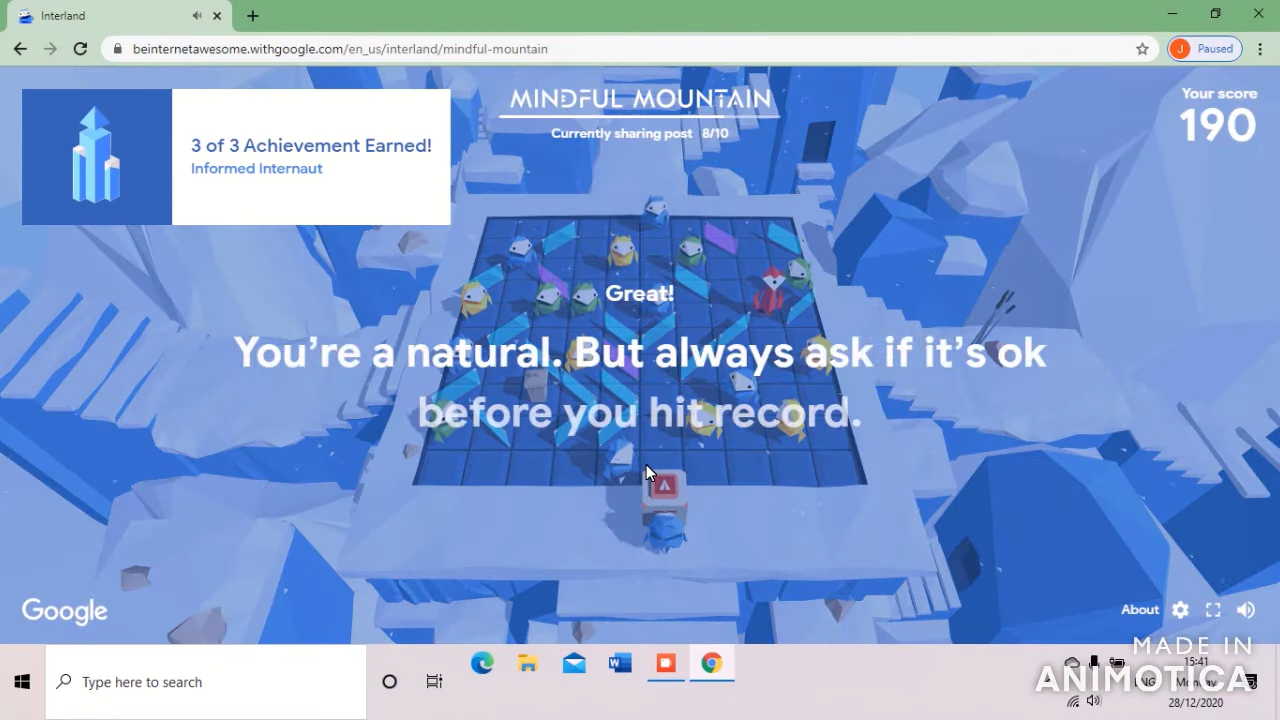 Interland
beinternetawesome.withgoogle.com/en_us/interland/mindful-mountain
J Paused
3 of 3 Achievement Earned!
Informed Internaut
MINDFUL MOUNTAIN
Currently sharing post 8/10
Your score
190
Great!
You're a natural. But always ask if it's ok
before you hit record.
Google
About
MADE IN
ANIMOTICA
Type here to search
15:41
ENG Monday
28/12/2020